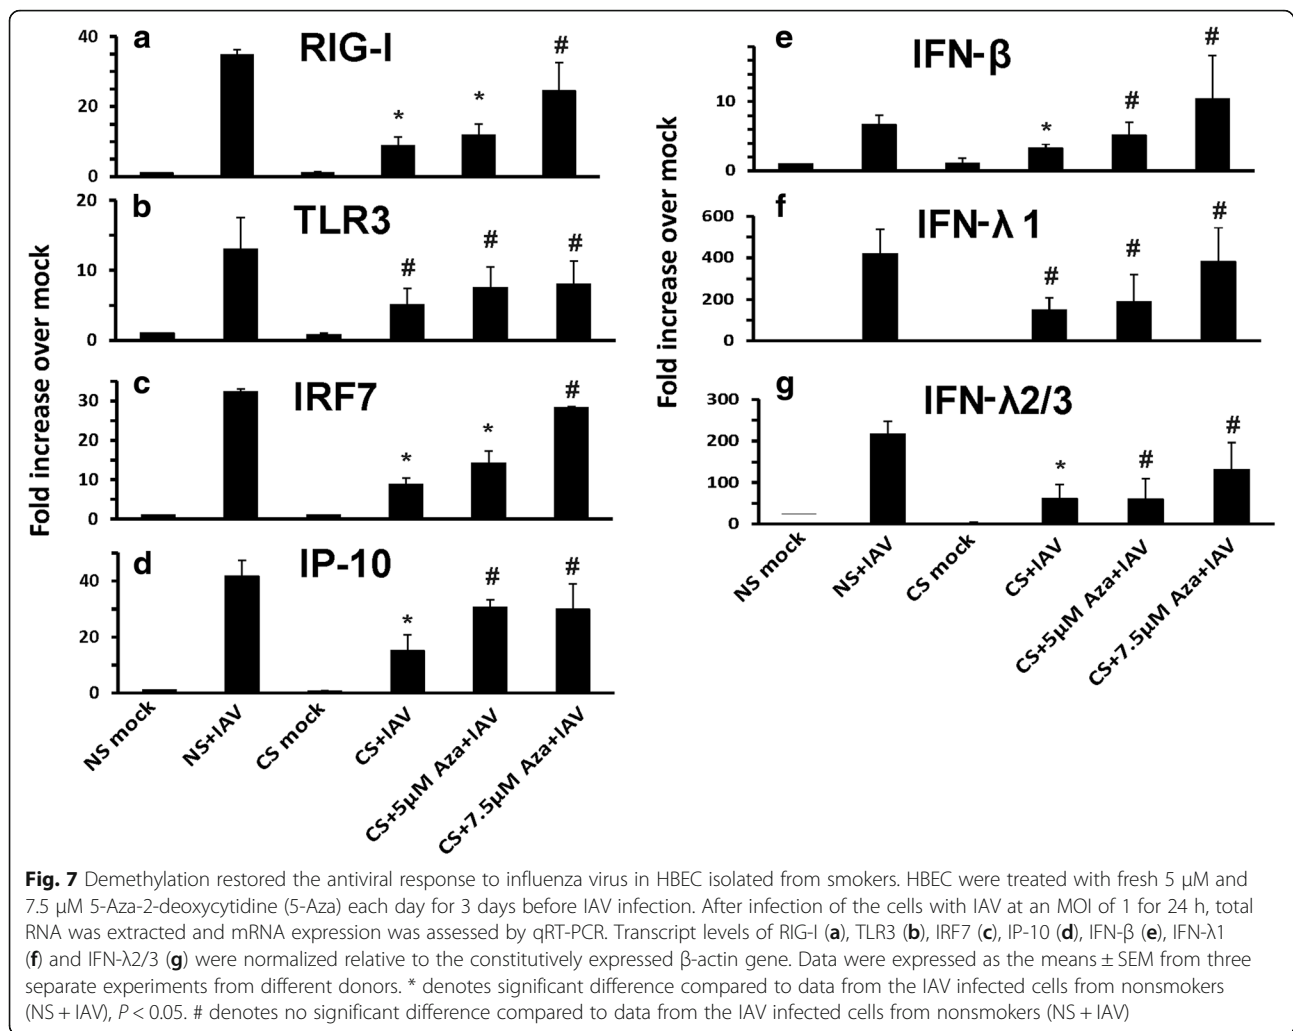 a
RIG-I
40
20
10
0
*
*
#
b
TLR3
20
10
0
#
#
#
c
IRF7
30
20
10
0
*
*
#
d
IP-10
40
20
0
*
#
#
Fold increase over mock
NS mock
NS+IAV
CS mock
CS+IAV
CS+5µM Aza+IAV
CS+7.5µM Aza+IAV
e
IFN-β
10
0
*
#
#
f
IFN-λ 1
600
400
200
0
#
#
#
g
IFN-λ2/3
300
200
100
0
*
#
#
Fold increase over mock
NS mock
NS+IAV
CS mock
CS+IAV
CS+5µM Aza+IAV
CS+7.5µM Aza+IAV
Fig. 7 Demethylation restored the antiviral response to influenza virus in HBEC isolated from smokers. HBEC were treated with fresh 5 µM and
7.5 µM 5-Aza-2-deoxycytidine (5-Aza) each day for 3 days before IAV infection. After infection of the cells with IAV at an MOI of 1 for 24 h, total
RNA was extracted and mRNA expression was assessed by qRT-PCR. Transcript levels of RIG-I (a), TLR3 (b), IRF7 (c), IP-10 (d), IFN-β (e), IFN-λ1
(f) and IFN-λ2/3 (g) were normalized relative to the constitutively expressed β-actin gene. Data were expressed as the means ± SEM from three
separate experiments from different donors. * denotes significant difference compared to data from the IAV infected cells from nonsmokers
(NS + IAV), P < 0.05. # denotes no significant difference compared to data from the IAV infected cells from nonsmokers (NS + IAV)